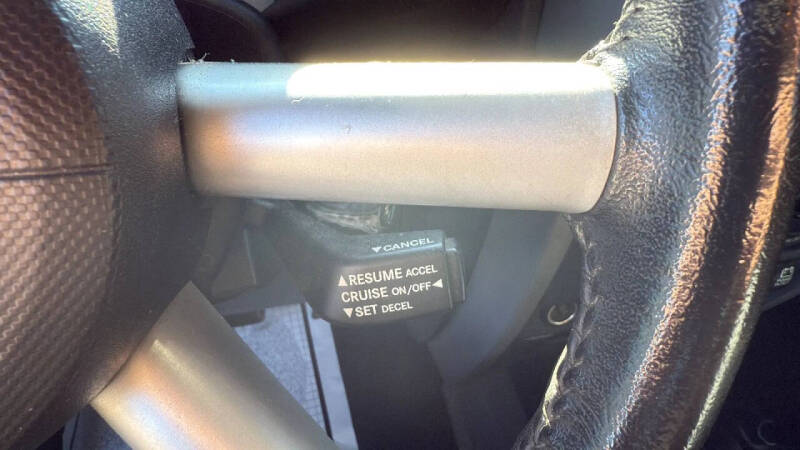 ▼CANCEL
▲RESUME ACCEL
CRUISE ON/OFF◀
▼SET DECEL